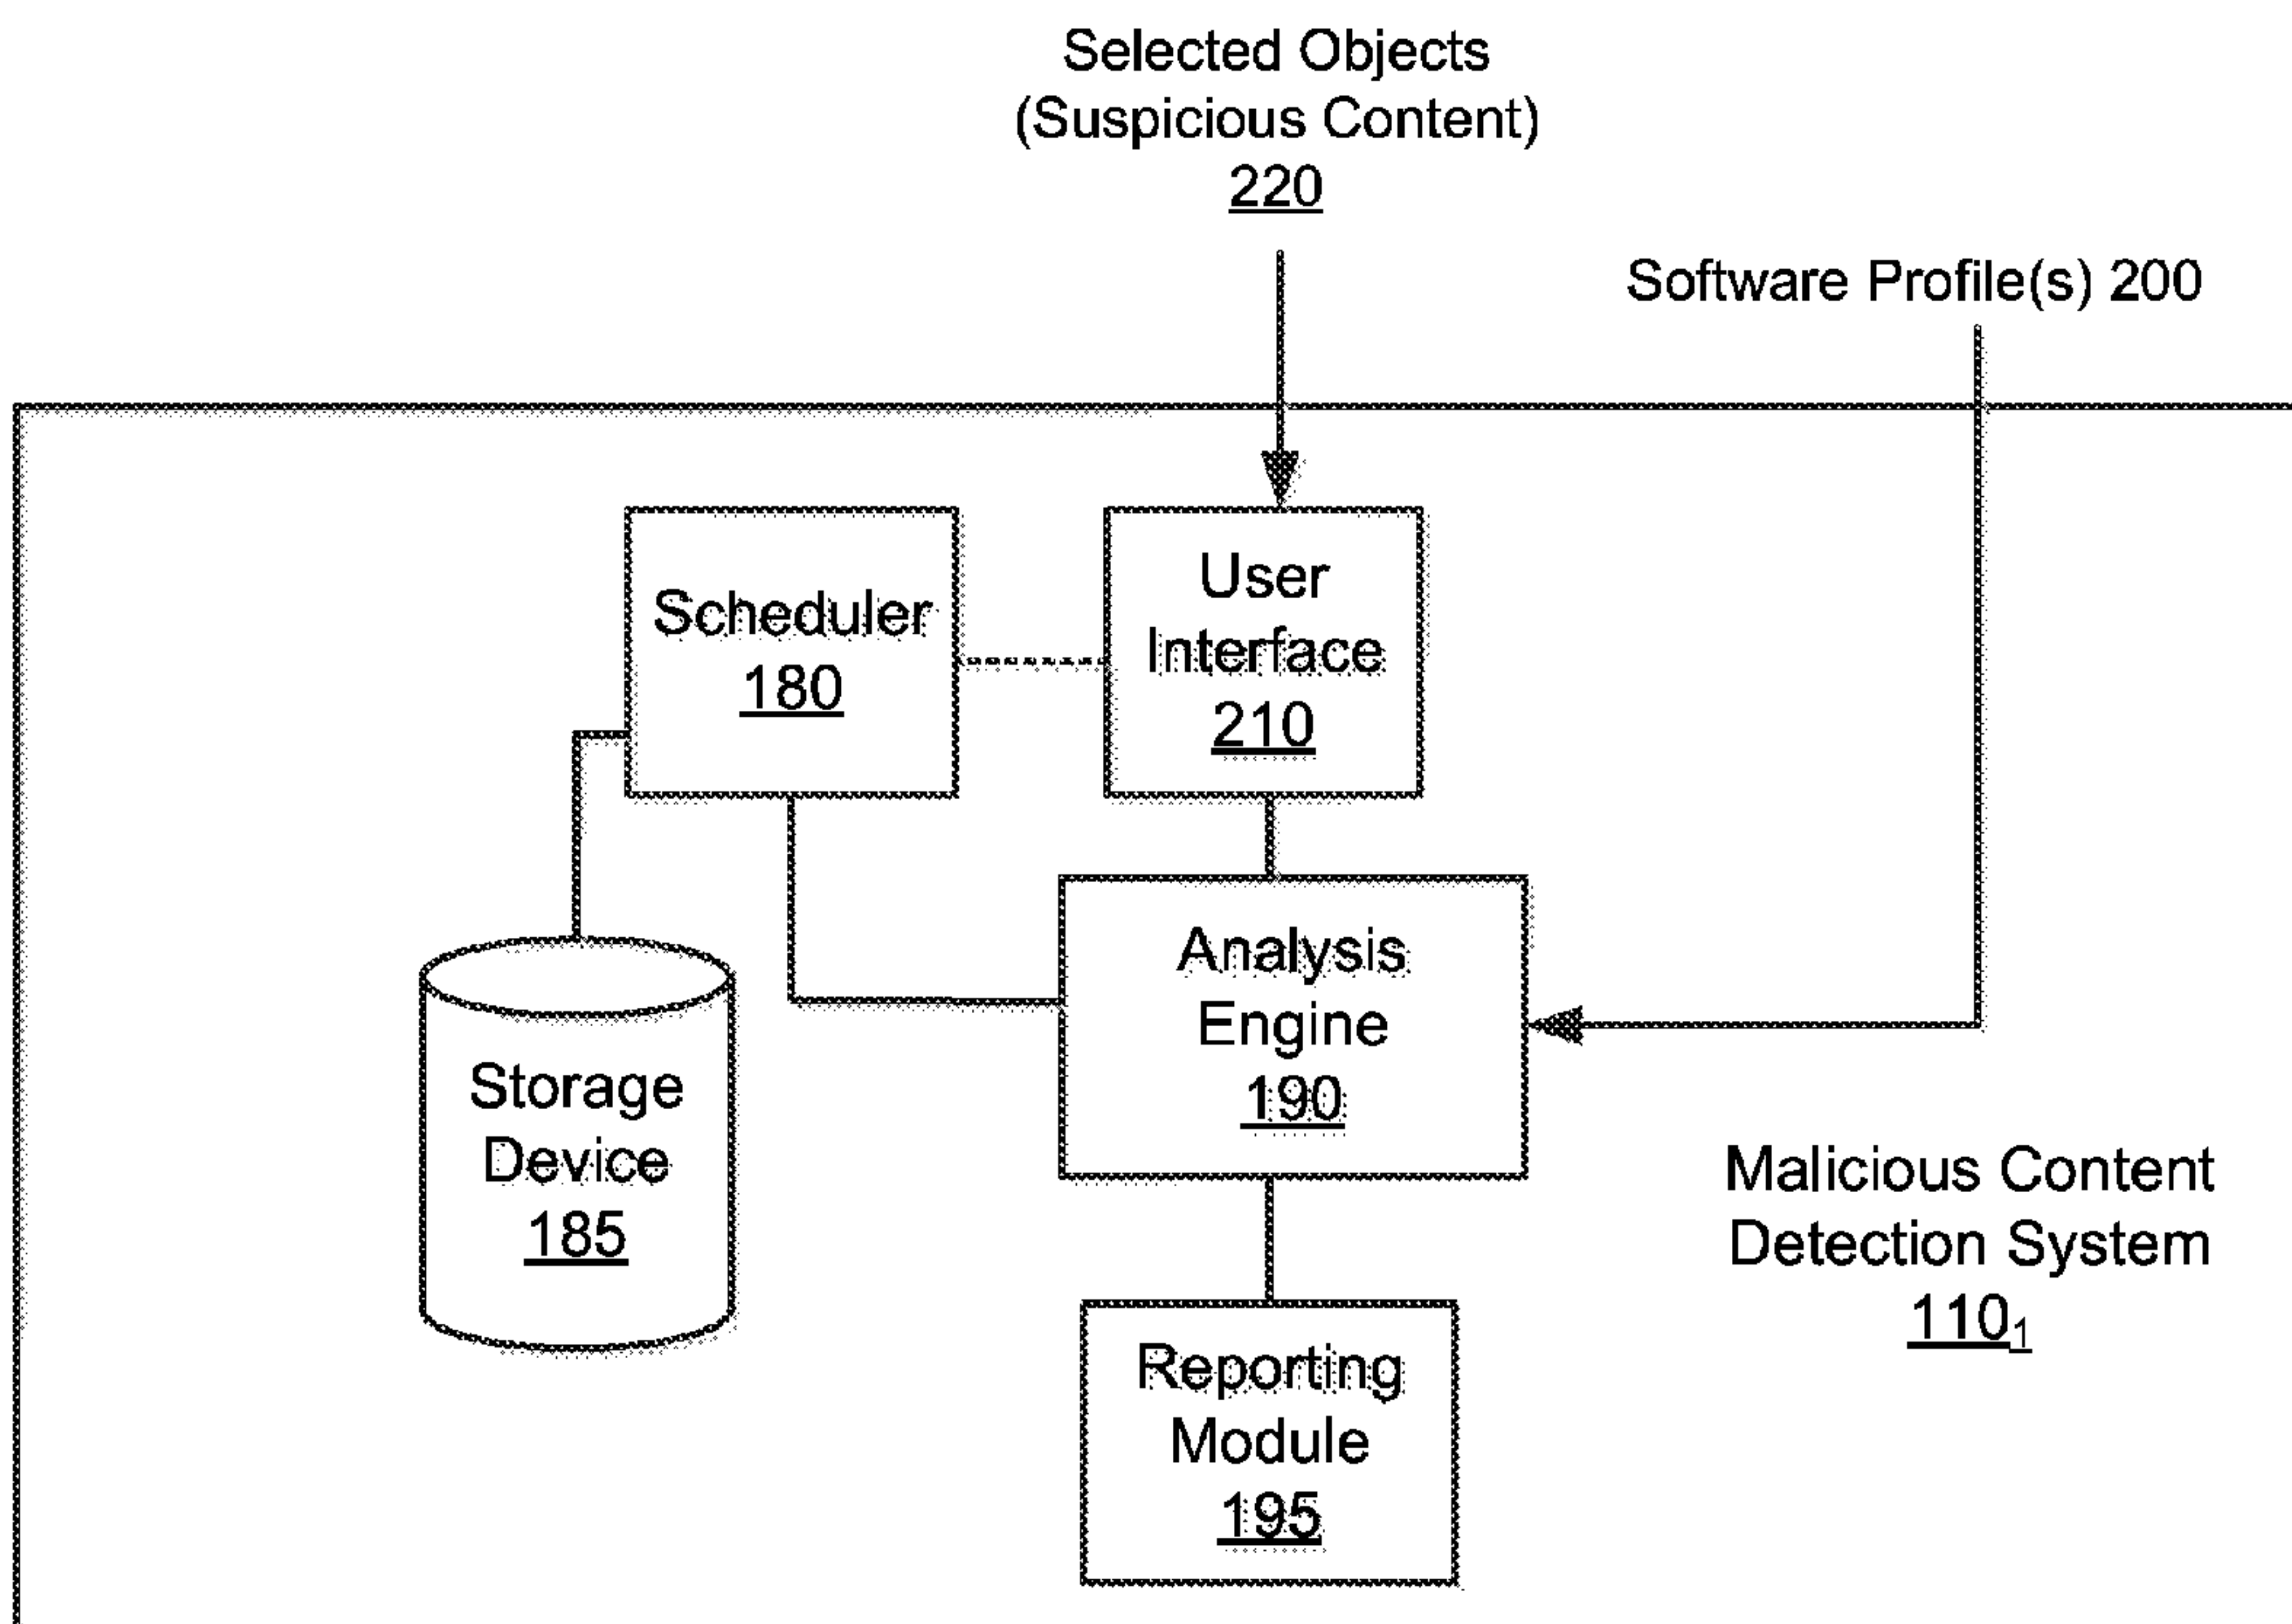 Selected Objects
(Suspicious Content)
220
Software Profile(s) 200
Scheduler
180
User
Interface
210
Analysis
Engine
190
Storage
Device
185
Malicious Content
Detection System
110₁
Reporting
Module
195